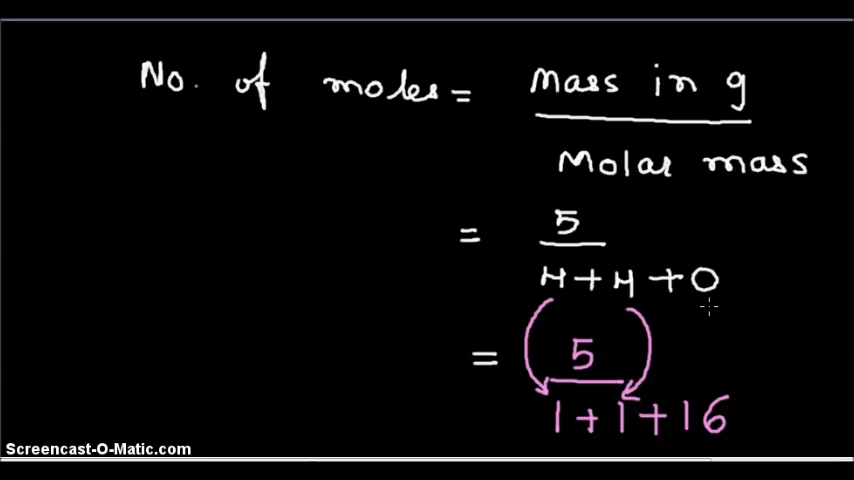 No. of moles = Mass in g
Molar mass
= 5
H + H + O
= 5
1 + 1 + 16
Screencast-O-Matic.com